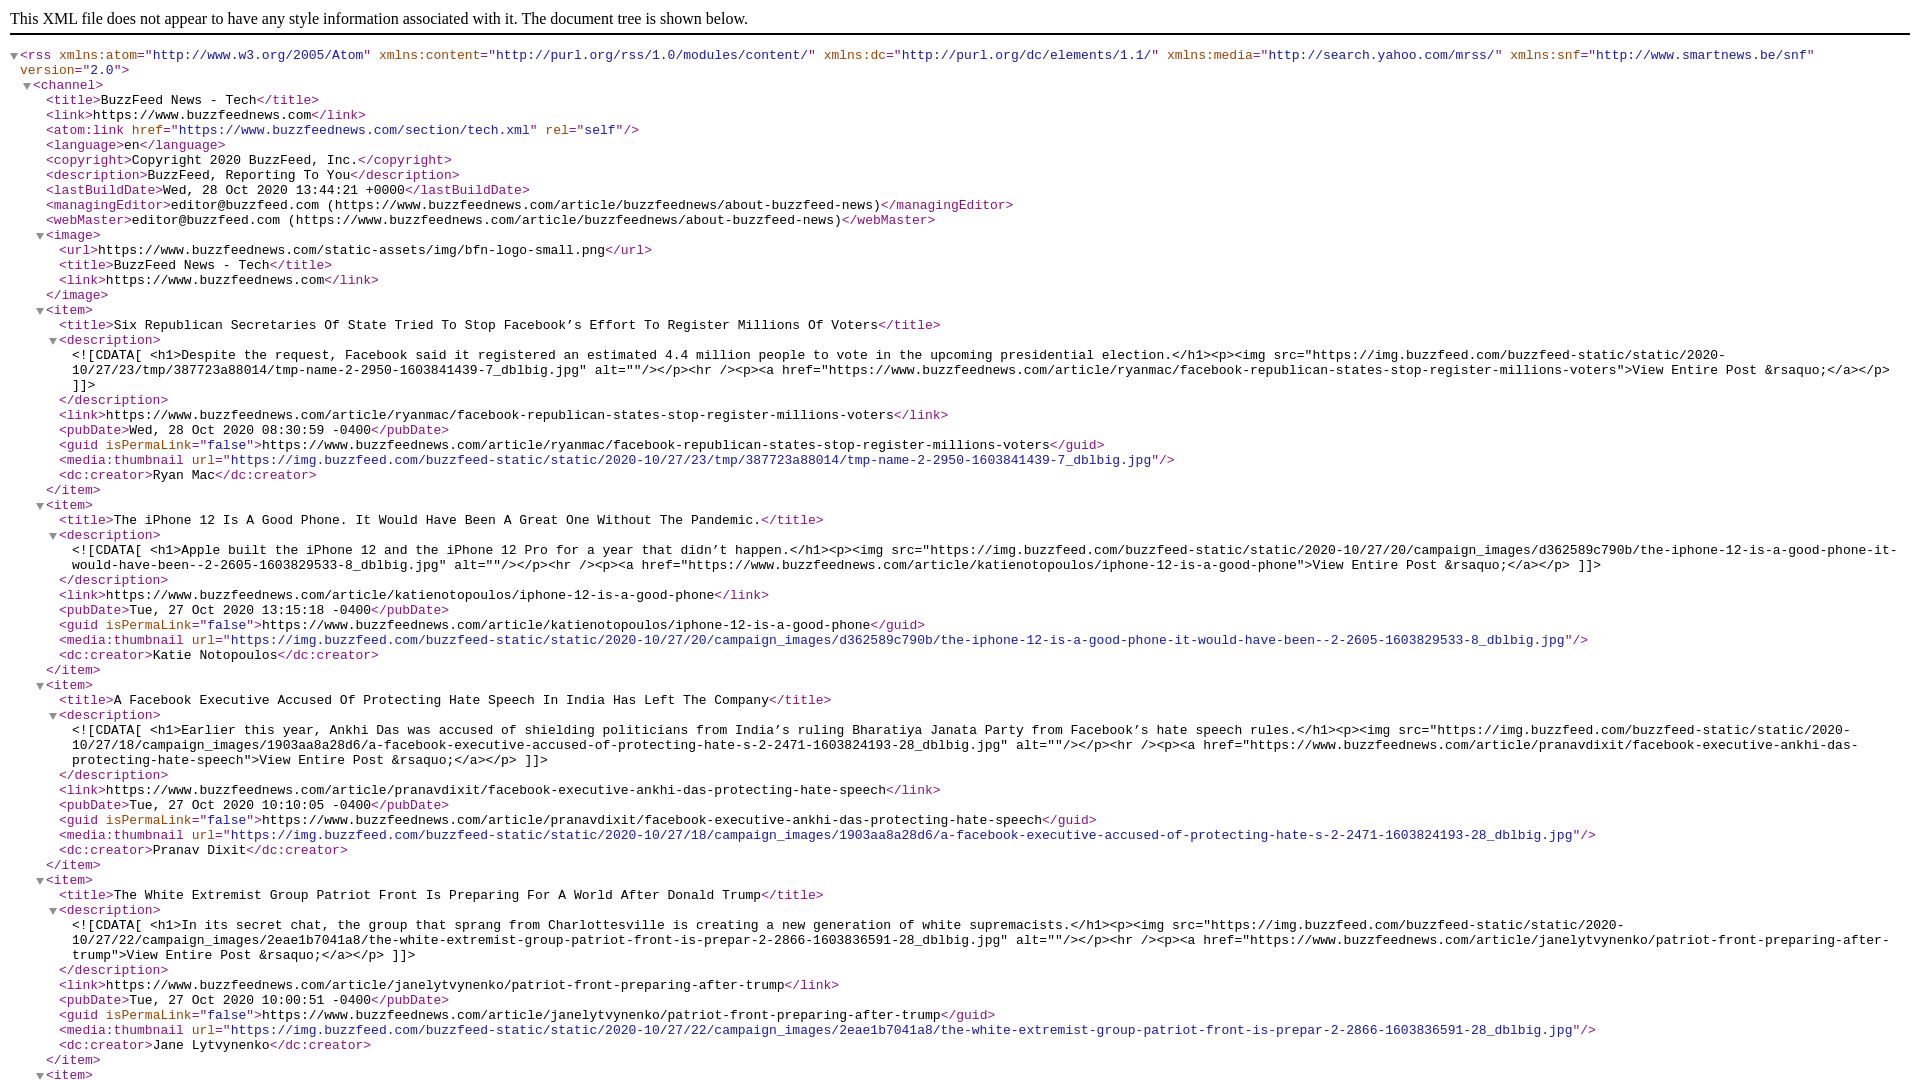 This XML file does not appear to have any style information associated with it. The document tree is shown below.
<rss xmlns:atom="http://www.w3.org/2005/Atom" xmlns:content="http://purl.org/rss/1.0/modules/content/" xmlns:dc="http://purl.org/dc/elements/1.1/" xmlns:media="http://search.yahoo.com/mrss/" xmlns:snf="http://www.smartnews.be/snf"
version="2.0">
<channel>
<title>BuzzFeed News - Tech</title>
<link>https://www.buzzfeednews.com</link>
<atom:link href="https://www.buzzfeednews.com/section/tech.xml" rel="self"/>
<language>en</language>
<copyright>Copyright 2020 BuzzFeed, Inc.</copyright>
<description>BuzzFeed, Reporting To You</description>
<lastBuildDate>Wed, 28 Oct 2020 13:44:21 +0000</lastBuildDate>
<managingEditor>editor@buzzfeed.com (https://www.buzzfeednews.com/article/buzzfeednews/about-buzzfeed-news)</managingEditor>
<webMaster>editor@buzzfeed.com (https://www.buzzfeednews.com/article/buzzfeednews/about-buzzfeed-news)</webMaster>
<image>
<url>https://www.buzzfeednews.com/static-assets/img/bfn-logo-small.png</url>
<title>BuzzFeed News - Tech</title>
<link>https://www.buzzfeednews.com</link>
</image>
<item>
<title>Six Republican Secretaries Of State Tried To Stop Facebook’s Effort To Register Millions Of Voters</title>
<description>
<![CDATA[ <h1>Despite the request, Facebook said it registered an estimated 4.4 million people to vote in the upcoming presidential election.</h1><p><img src="https://img.buzzfeed.com/buzzfeed-static/static/2020-
10/27/23/tmp/387723a88014/tmp-name-2-2950-1603841439-7_dblbig.jpg" alt=""/></p><hr /><p><a href="https://www.buzzfeednews.com/article/ryanmac/facebook-republican-states-stop-register-millions-voters">View Entire Post &rsaquo;</a></p>
]]>
</description>
<link>https://www.buzzfeednews.com/article/ryanmac/facebook-republican-states-stop-register-millions-voters</link>
<pubDate>Wed, 28 Oct 2020 08:30:59 -0400</pubDate>
<guid isPermaLink="false">https://www.buzzfeednews.com/article/ryanmac/facebook-republican-states-stop-register-millions-voters</guid>
<media:thumbnail url="https://img.buzzfeed.com/buzzfeed-static/static/2020-10/27/23/tmp/387723a88014/tmp-name-2-2950-1603841439-7_dblbig.jpg"/>
<dc:creator>Ryan Mac</dc:creator>
</item>
<item>
<title>The iPhone 12 Is A Good Phone. It Would Have Been A Great One Without The Pandemic.</title>
<description>
<![CDATA[ <h1>Apple built the iPhone 12 and the iPhone 12 Pro for a year that didn’t happen.</h1><p><img src="https://img.buzzfeed.com/buzzfeed-static/static/2020-10/27/20/campaign_images/d362589c790b/the-iphone-12-is-a-good-phone-it-
would-have-been--2-2605-1603829533-8_dblbig.jpg" alt=""/></p><hr /><p><a href="https://www.buzzfeednews.com/article/katienotopoulos/iphone-12-is-a-good-phone">View Entire Post &rsaquo;</a></p> ]]>
</description>
<link>https://www.buzzfeednews.com/article/katienotopoulos/iphone-12-is-a-good-phone</link>
<pubDate>Tue, 27 Oct 2020 13:15:18 -0400</pubDate>
<guid isPermaLink="false">https://www.buzzfeednews.com/article/katienotopoulos/iphone-12-is-a-good-phone</guid>
<media:thumbnail url="https://img.buzzfeed.com/buzzfeed-static/static/2020-10/27/20/campaign_images/d362589c790b/the-iphone-12-is-a-good-phone-it-would-have-been--2-2605-1603829533-8_dblbig.jpg"/>
<dc:creator>Katie Notopoulos</dc:creator>
</item>
<item>
<title>A Facebook Executive Accused Of Protecting Hate Speech In India Has Left The Company</title>
<description>
<![CDATA[ <h1>Earlier this year, Ankhi Das was accused of shielding politicians from India’s ruling Bharatiya Janata Party from Facebook’s hate speech rules.</h1><p><img src="https://img.buzzfeed.com/buzzfeed-static/static/2020-
10/27/18/campaign_images/1903aa8a28d6/a-facebook-executive-accused-of-protecting-hate-s-2-2471-1603824193-28_dblbig.jpg" alt=""/></p><hr /><p><a href="https://www.buzzfeednews.com/article/pranavdixit/facebook-executive-ankhi-das-
protecting-hate-speech">View Entire Post &rsaquo;</a></p> ]]>
</description>
<link>https://www.buzzfeednews.com/article/pranavdixit/facebook-executive-ankhi-das-protecting-hate-speech</link>
<pubDate>Tue, 27 Oct 2020 10:10:05 -0400</pubDate>
<guid isPermaLink="false">https://www.buzzfeednews.com/article/pranavdixit/facebook-executive-ankhi-das-protecting-hate-speech</guid>
<media:thumbnail url="https://img.buzzfeed.com/buzzfeed-static/static/2020-10/27/18/campaign_images/1903aa8a28d6/a-facebook-executive-accused-of-protecting-hate-s-2-2471-1603824193-28_dblbig.jpg"/>
<dc:creator>Pranav Dixit</dc:creator>
</item>
<item>
<title>The White Extremist Group Patriot Front Is Preparing For A World After Donald Trump</title>
<description>
<![CDATA[ <h1>In its secret chat, the group that sprang from Charlottesville is creating a new generation of white supremacists.</h1><p><img src="https://img.buzzfeed.com/buzzfeed-static/static/2020-
10/27/22/campaign_images/2eae1b7041a8/the-white-extremist-group-patriot-front-is-prepar-2-2866-1603836591-28_dblbig.jpg" alt=""/></p><hr /><p><a href="https://www.buzzfeednews.com/article/janelytvynenko/patriot-front-preparing-after-
trump">View Entire Post &rsaquo;</a></p> ]]>
</description>
<link>https://www.buzzfeednews.com/article/janelytvynenko/patriot-front-preparing-after-trump</link>
<pubDate>Tue, 27 Oct 2020 10:00:51 -0400</pubDate>
<guid isPermaLink="false">https://www.buzzfeednews.com/article/janelytvynenko/patriot-front-preparing-after-trump</guid>
<media:thumbnail url="https://img.buzzfeed.com/buzzfeed-static/static/2020-10/27/22/campaign_images/2eae1b7041a8/the-white-extremist-group-patriot-front-is-prepar-2-2866-1603836591-28_dblbig.jpg"/>
<dc:creator>Jane Lytvynenko</dc:creator>
</item>
<item>